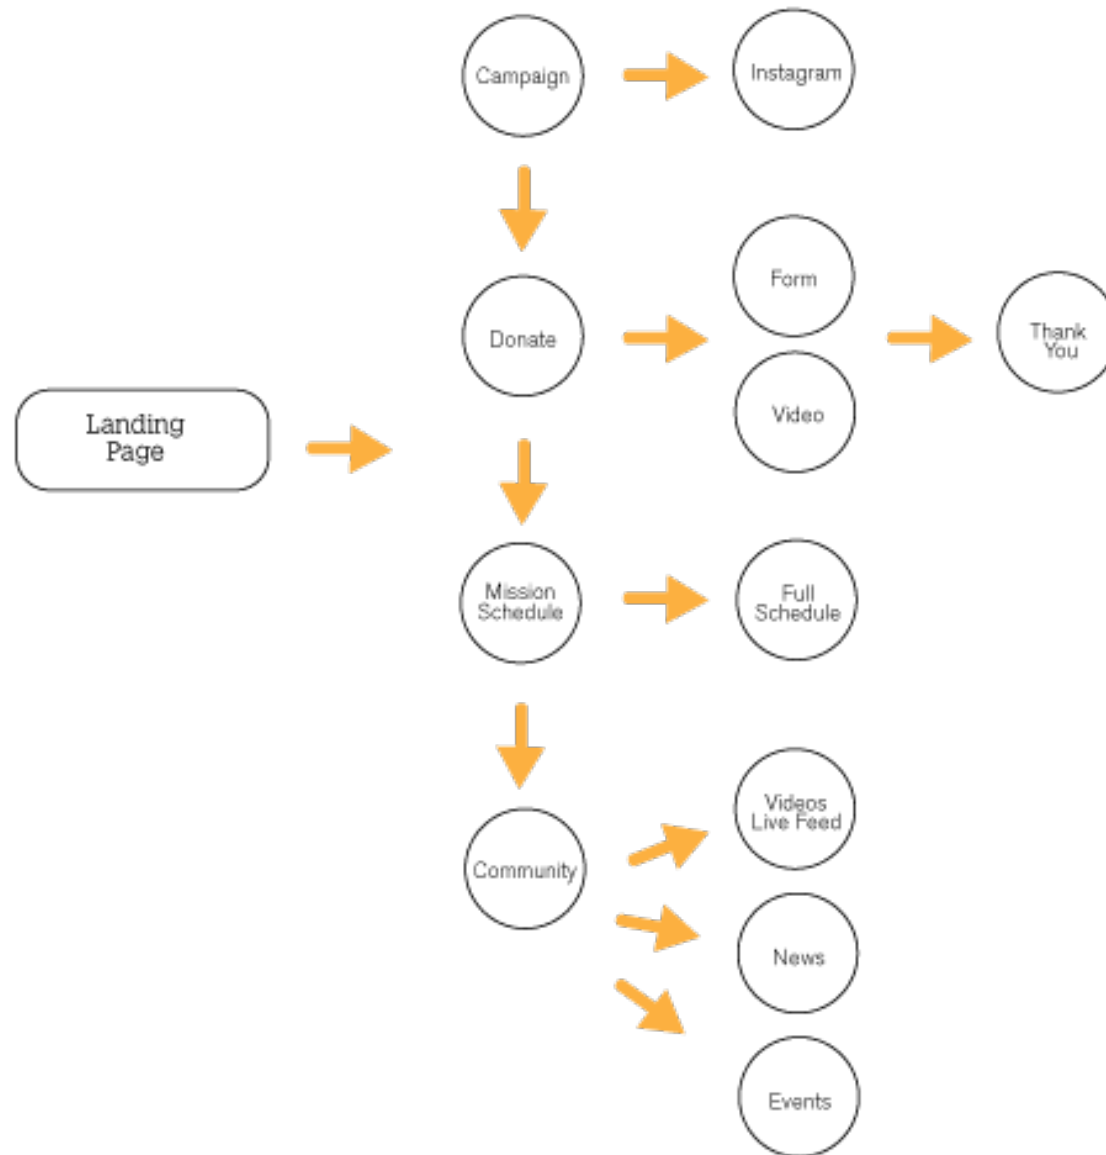 Campaign
Instagram
Form
Donate
Thank
You
Video
Landing
Page
Mission
Schedule
Full
Schedule
Videos
Live Feed
Community
News
Events